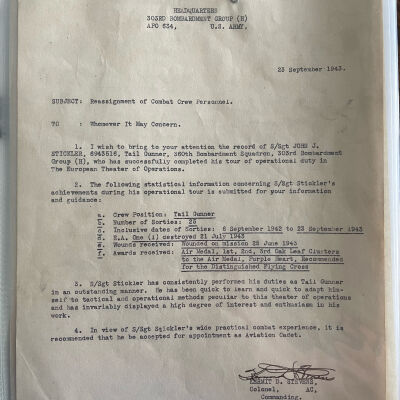 HEADQUARTERS
303RD BOMBARDMENT GROUP (H)
APO 634, U.S. ARMY.
23 September 1943.
SUBJECT: Reassignment of Combat Crew Personnel.
TO : Whomever It May Concern.
1. I wish to bring to your attention the record of S/Sgt JOHN J.
STICKLER, 6943516, Tail Gunner, 360th Bombardment Squadron, 303rd Bombardment
Group (H), who has successfully completed his tour of operational duty in
The European Theater of Operations.
2. The following statistical information concerning S/Sgt Stickler's
achievements during his operational tour is submitted for your information
and guidance:
a. Crew Position: Tail Gunner
b. Number of Sorties: 25
c. Inclusive dates of Sorties: 6 September 1942 to 23 September 1943
d. E.A. One (1) destroyed 21 July 1943
e. Wounds received: Wounded on mission 22 June 1943
f. Awards received: Air Medal, 1st, 2nd, 3rd Oak Leaf Clusters
to the Air Medal, Purple Heart, Recommended
for the Distinguished Flying Cross
3. S/Sgt Stickler has consistently performed his duties as Tail Gunner
in an outstanding manner. He has been quick to learn and quick to adapt him-
self to tactical and operational methods peculiar to this theater of operations
and has invariably displayed a high degree of interest and enthusiasm in his
work.
4. In view of S/Sgt Stickler's wide practical combat experience, it is
recommended that he be accepted for appointment as Aviation Cadet.
KERMIT D. STEVENS,
Colonel, AC,
Commanding.